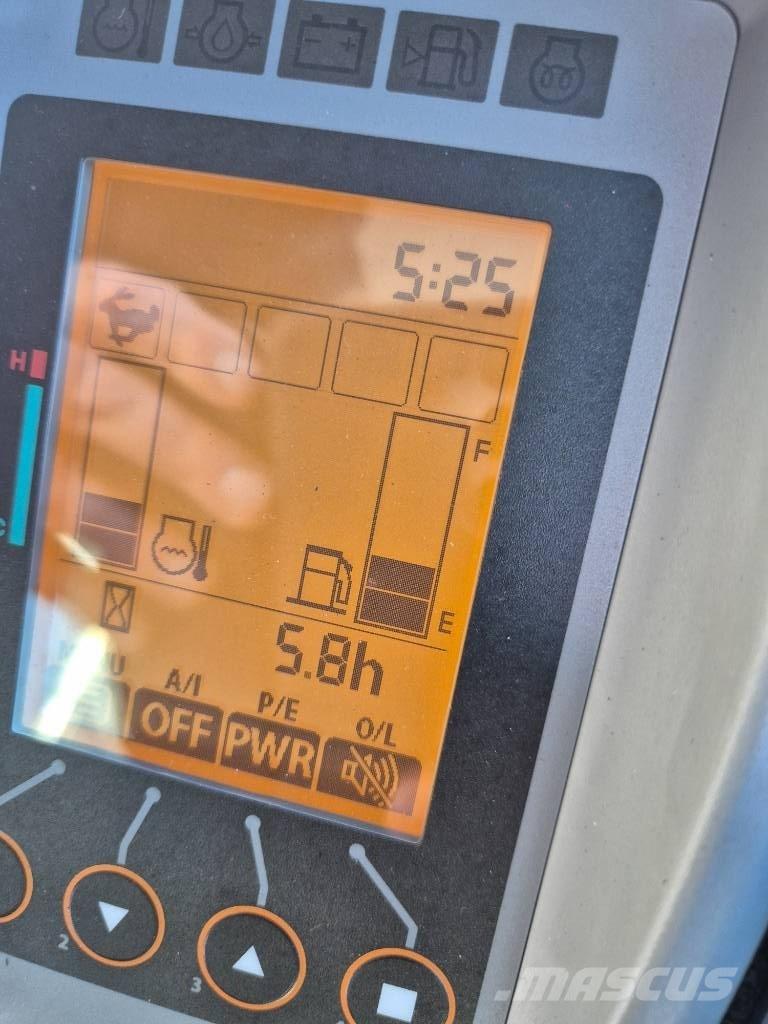 5:25
H
F
C
E
5.8h
A/I P/E O/L
OFF PWR
2
3
MASCUS